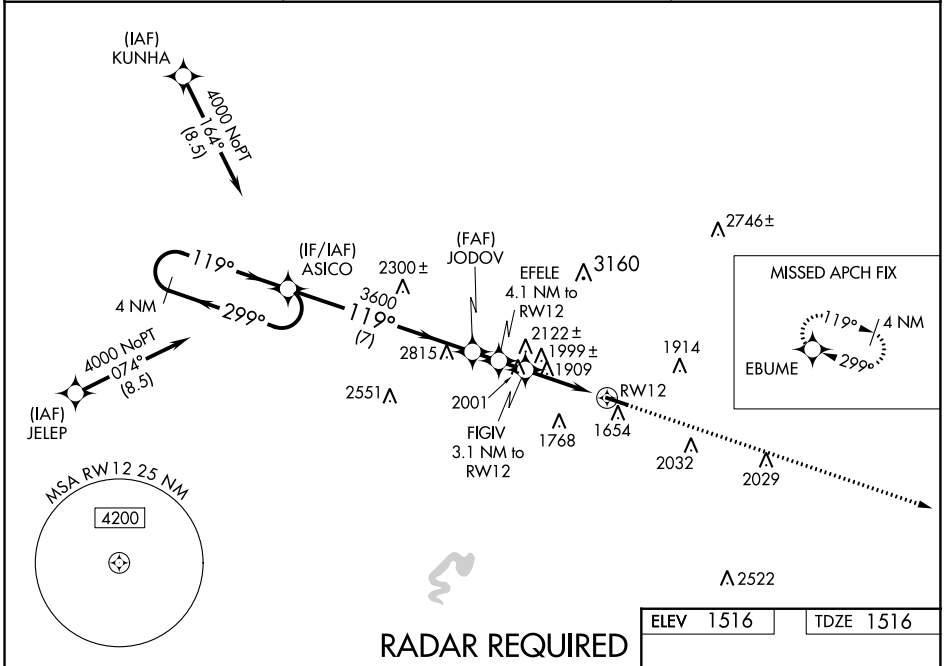 (IAF)
KUNHA
4000 NoPT
164°
(8.5)
2746±
(IF/IAF)
ASICO
119°
4 NM
299°
2300±
3600
119°
(7)
(FAF)
JODOV
EFELE
4.1 NM to
RW12
3160
MISSED APCH FIX
119°
4 NM
299°
EBUME
2122±
1999±
1909
2815
2001
1914
4000 NoPT
074°
(8.5)
(IAF)
JELEP
2551
FIGIV
3.1 NM to
RW12
1768
RW12
1654
2032
2029
MSA RW12 25 NM
4200
2522
RADAR REQUIRED
ELEV 1516
TDZE 1516